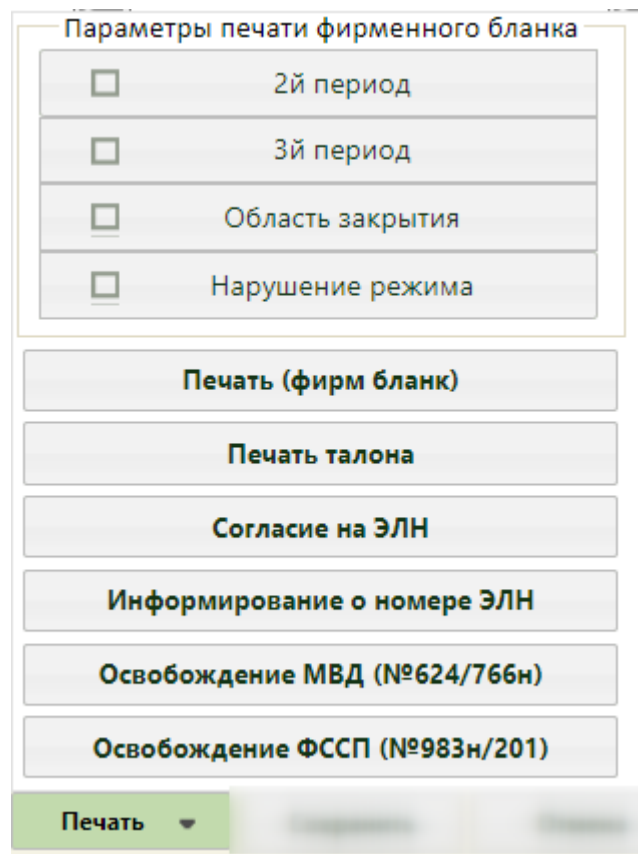 Параметры печати фирменного бланка
2й период
3й период
Область закрытия
Нарушение режима
Печать (фирм бланк)
Печать талона
Согласие на ЭЛН
Информирование о номере ЭЛН
Освобождение МВД (№624/766н)
Освобождение ФССП (№983н/201)
Печать